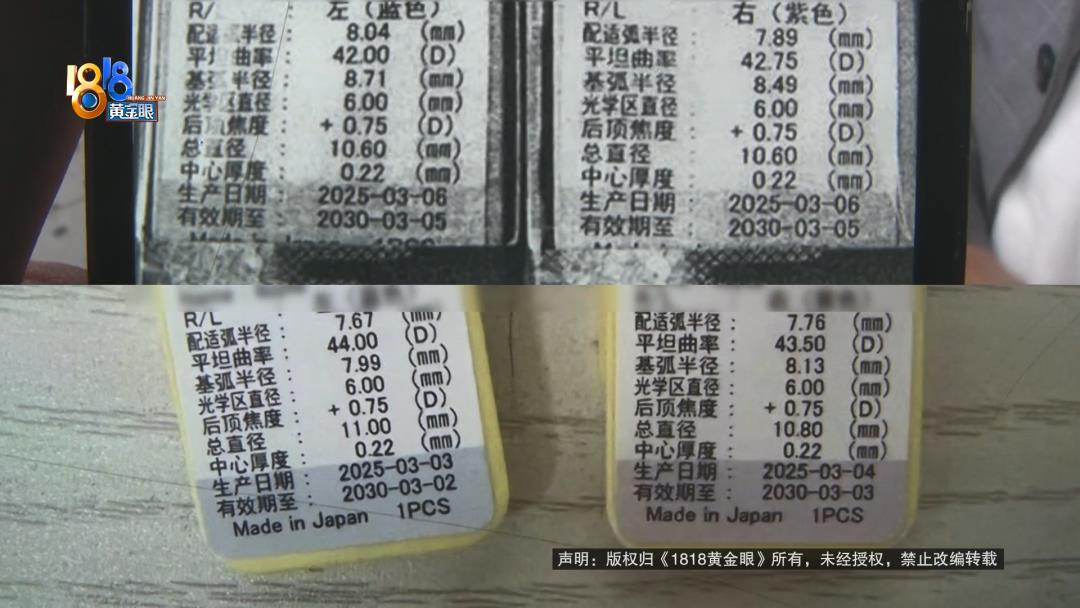 1818
HUANG JIN YAN
黄金眼
R/ 左（蓝色）
配适弧半径： 8.04 (mm)
平坦曲率： 42.00 (D)
基弧半径： 8.71 (mm)
光学区直径： 6.00 (mm)
后顶焦度： + 0.75 (D)
总直径： 10.60 (mm)
中心厚度： 0.22 (mm)
生产日期： 2025-03-06
有效期至： 2030-03-05
Made in Japan 1PCS
R/L 右（紫色）
配适弧半径： 7.89 (mm)
平坦曲率： 42.75 (D)
基弧半径： 8.49 (mm)
光学区直径： 6.00 (mm)
后顶焦度： + 0.75 (D)
总直径： 10.60 (mm)
中心厚度： 0.22 (mm)
生产日期： 2025-03-06
有效期至： 2030-03-05
R/L
配适弧半径： 7.67 (mm)
平坦曲率： 44.00 (D)
基弧半径： 7.99 (mm)
光学区直径： 6.00 (mm)
后顶焦度： + 0.75 (D)
总直径： 11.00 (mm)
中心厚度： 0.22 (mm)
生产日期： 2025-03-03
有效期至： 2030-03-02
Made in Japan 1PCS
配适弧半径： 7.76 (mm)
平坦曲率： 43.50 (D)
基弧半径： 8.13 (mm)
光学区直径： 6.00 (mm)
后顶焦度： + 0.75 (D)
总直径： 10.80 (mm)
中心厚度： 0.22 (mm)
生产日期： 2025-03-04
有效期至： 2030-03-03
Made in Japan 1PCS
声明：版权归《1818黄金眼》所有，未经授权，禁止改编转载